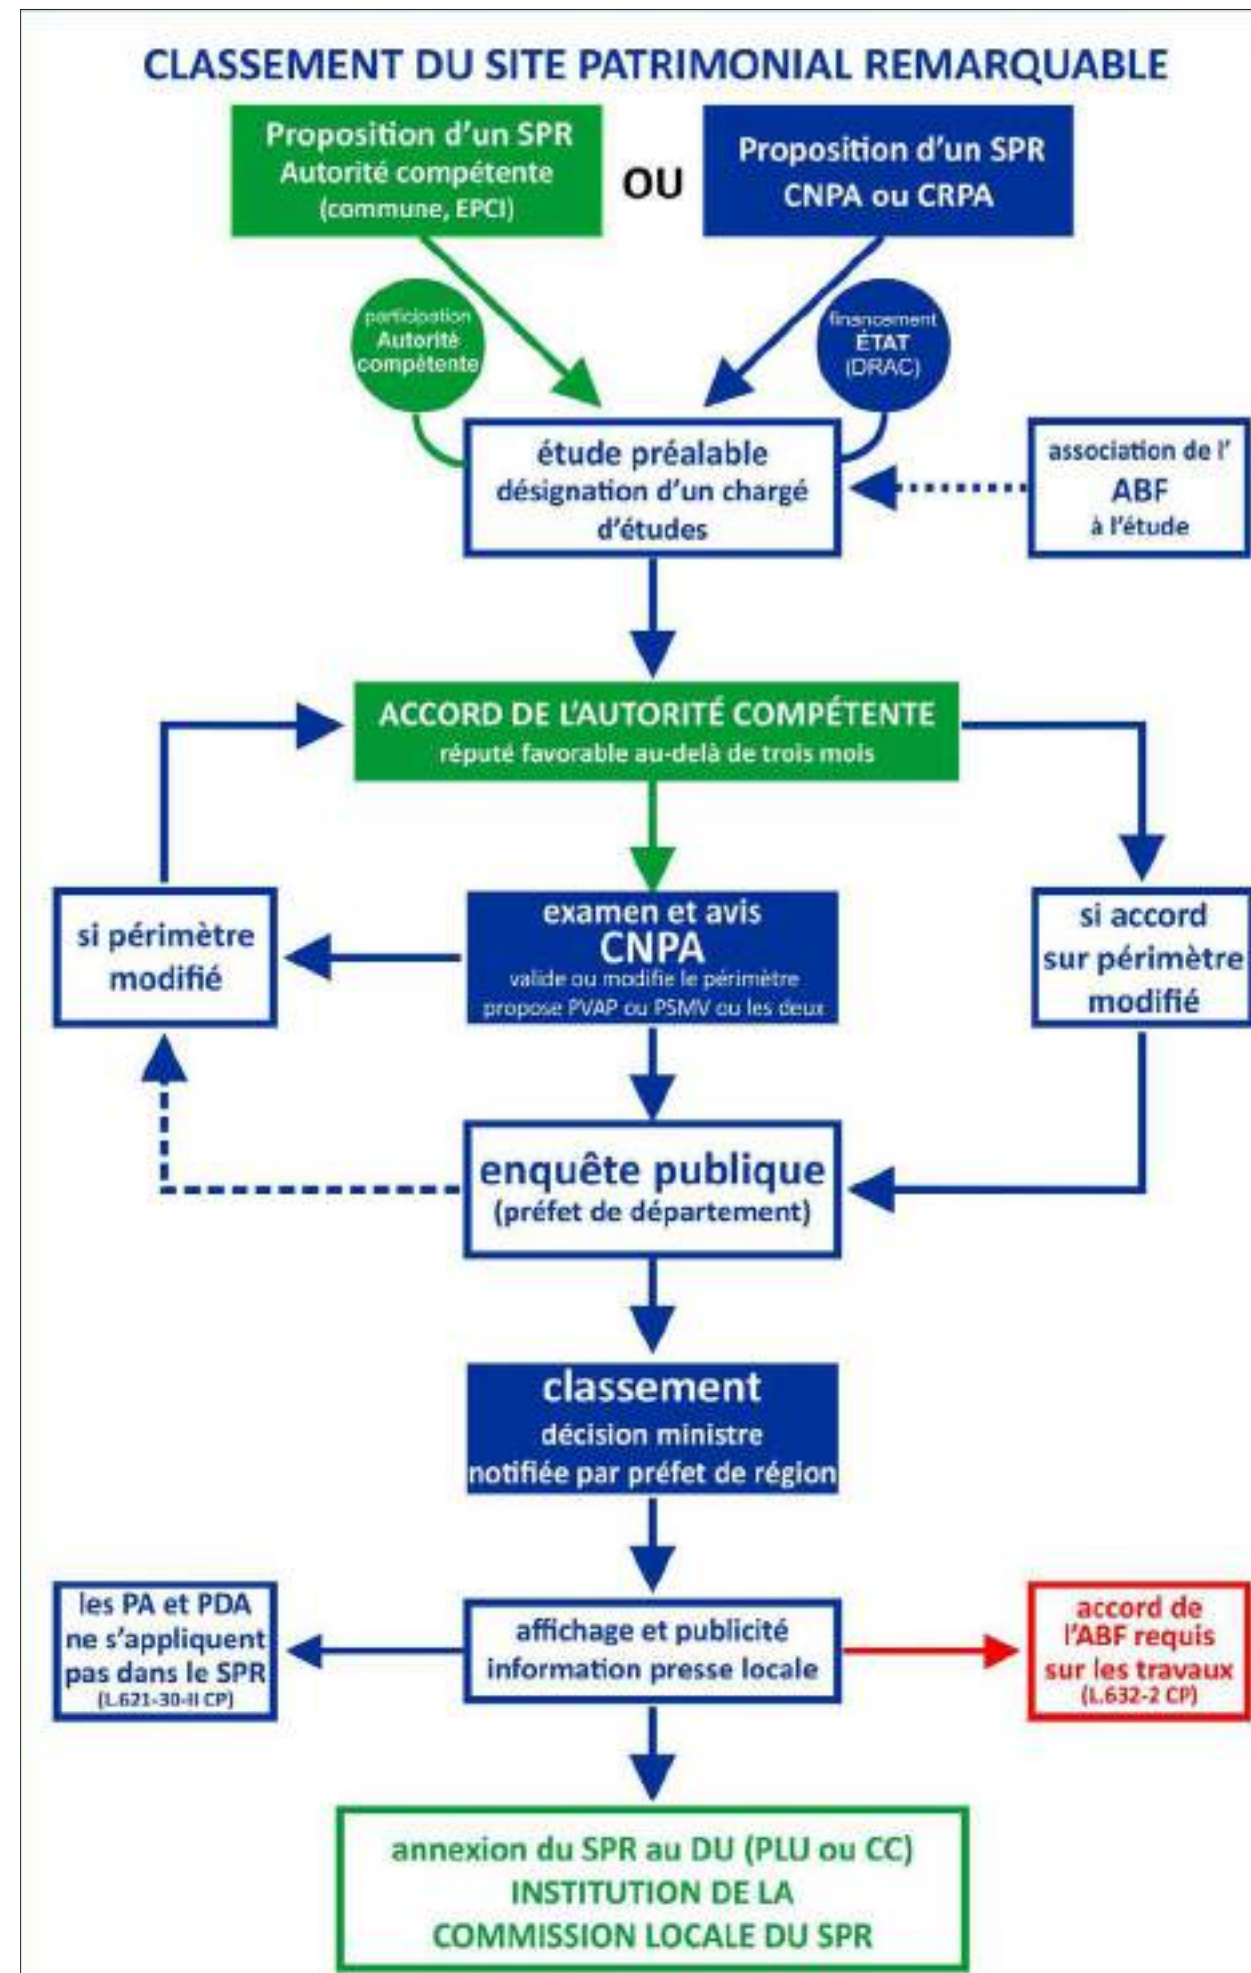 CLASSEMENT DU SITE PATRIMONIAL REMARQUABLE
Proposition d'un SPR
Autorité compétente
(commune, EPCI)
OU
Proposition d'un SPR
CNPA ou CRPA
participation
Autorité
compétente
financement
ÉTAT
(DRAC)
étude préalable
désignation d'un chargé
d'études
association de l'
ABF
à l'étude
ACCORD DE L'AUTORITÉ COMPÉTENTE
réputé favorable au-delà de trois mois
si périmètre
modifié
examen et avis
CNPA
valide ou modifie le périmètre
propose PVAP ou PSMV ou les deux
si accord
sur périmètre
modifié
enquête publique
(préfet de département)
classement
décision ministre
notifiée par préfet de région
les PA et PDA
ne s'appliquent
pas dans le SPR
(L.621-30-II CP)
affichage et publicité
information presse locale
accord de
l'ABF requis
sur les travaux
(L.632-2 CP)
annexion du SPR au DU (PLU ou CC)
INSTITUTION DE LA
COMMISSION LOCALE DU SPR